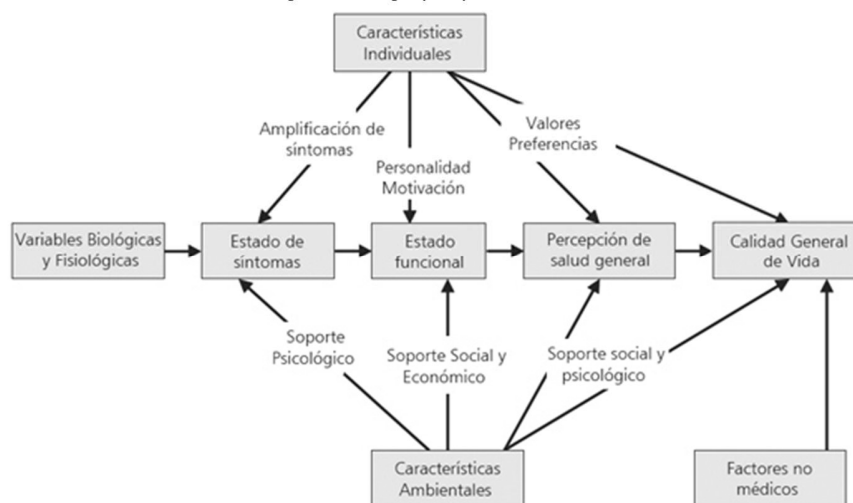 Características
Individuales
Amplificación de
síntomas
Valores
Preferencias
Personalidad
Motivación
Variables Biológicas
y Fisiológicas
Estado de
síntomas
Estado
funcional
Percepción de
salud general
Calidad General
de Vida
Soporte
Psicológico
Soporte Social y
Económico
Soporte social y
psicológico
Características
Ambientales
Factores no
médicos